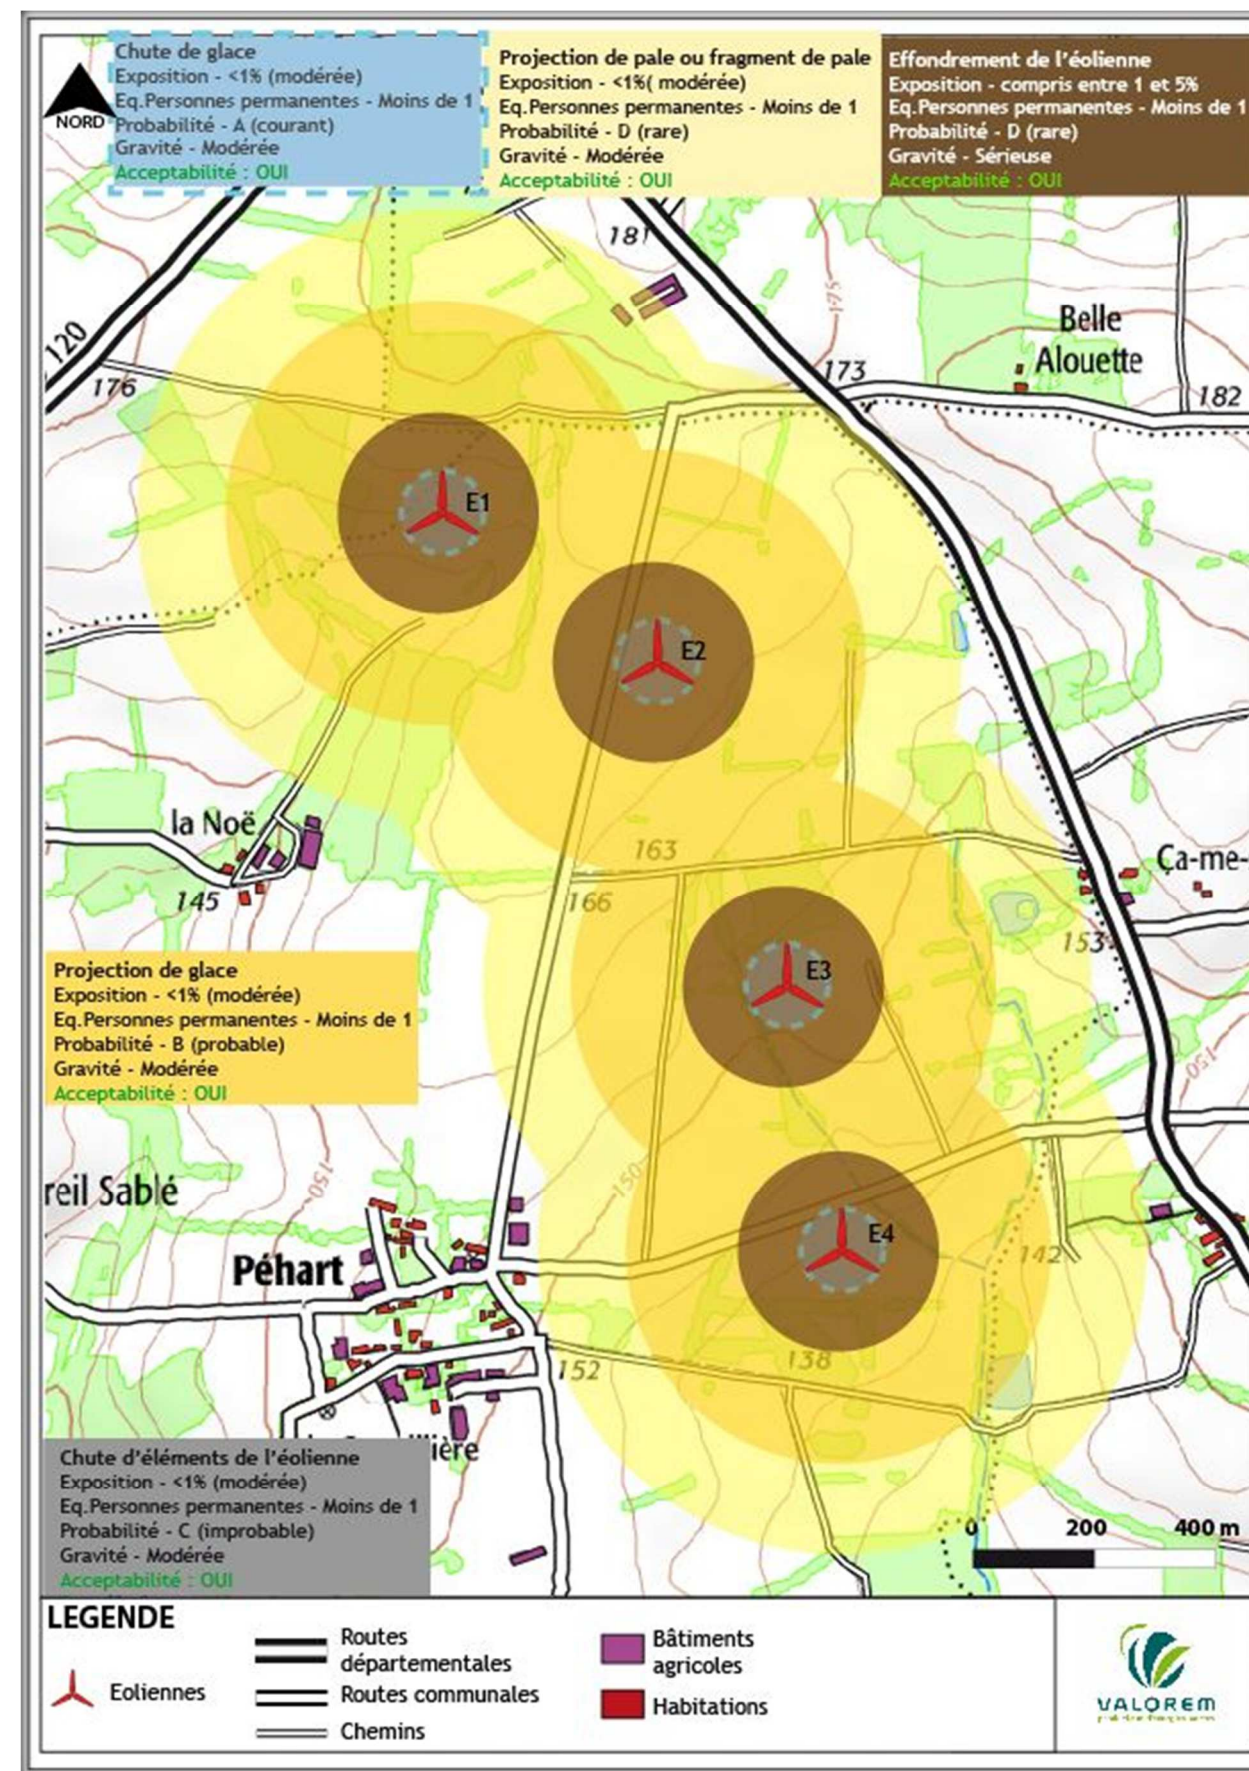 Chute de glace
Exposition - <1% (modérée)
Eq.Personnes permanentes - Moins de 1
Probabilité - A (courant)
Gravité - Modérée
Acceptabilité : OUI
Projection de pale ou fragment de pale
Exposition - <1%( modérée)
Eq.Personnes permanentes - Moins de 1
Probabilité - D (rare)
Gravité - Modérée
Acceptabilité : OUI
Effondrement de l'éolienne
Exposition - compris entre 1 et 5%
Eq.Personnes permanentes - Moins de 1
Probabilité - D (rare)
Gravité - Sérieuse
Acceptabilité : OUI
NORD
181
175
Belle
Alouette
120
176
173
182
E1
E2
la Noë
163
Ça-me-
145
166
153
E3
Projection de glace
Exposition - <1% (modérée)
Eq.Personnes permanentes - Moins de 1
Probabilité - B (probable)
Gravité - Modérée
Acceptabilité : OUI
150
reil Sablé
150
150
E4
Péhart
142
152
138
ière
Chute d'éléments de l'éolienne
Exposition - <1% (modérée)
Eq.Personnes permanentes - Moins de 1
Probabilité - C (improbable)
Gravité - Modérée
Acceptabilité : OUI
0 200 400 m
LEGENDE
Eoliennes
Routes
départementales
Routes communales
Chemins
Bâtiments
agricoles
Habitations
VALOREM